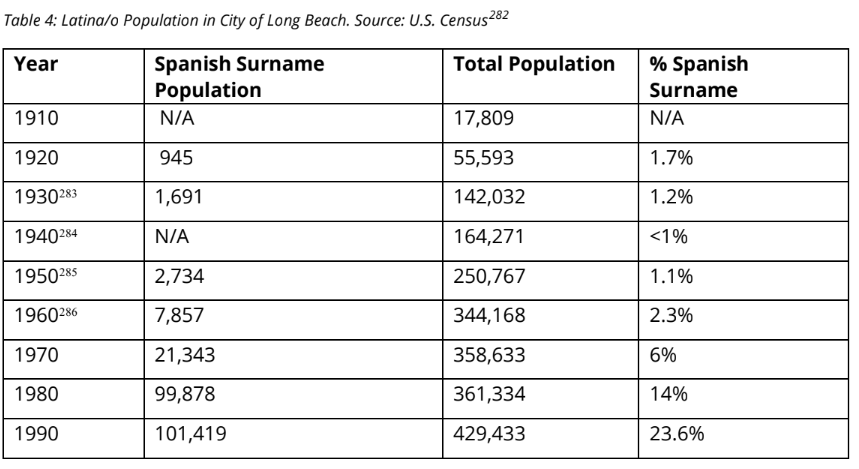 Table 4: Latina/o Population in City of Long Beach. Source: U.S. Census282
Year Spanish Surname Population Total Population % Spanish Surname
1910 N/A 17,809 N/A
1920 945 55,593 1.7%
1930283 1,691 142,032 1.2%
1940284 N/A 164,271 <1%
1950285 2,734 250,767 1.1%
1960286 7,857 344,168 2.3%
1970 21,343 358,633 6%
1980 99,878 361,334 14%
1990 101,419 429,433 23.6%